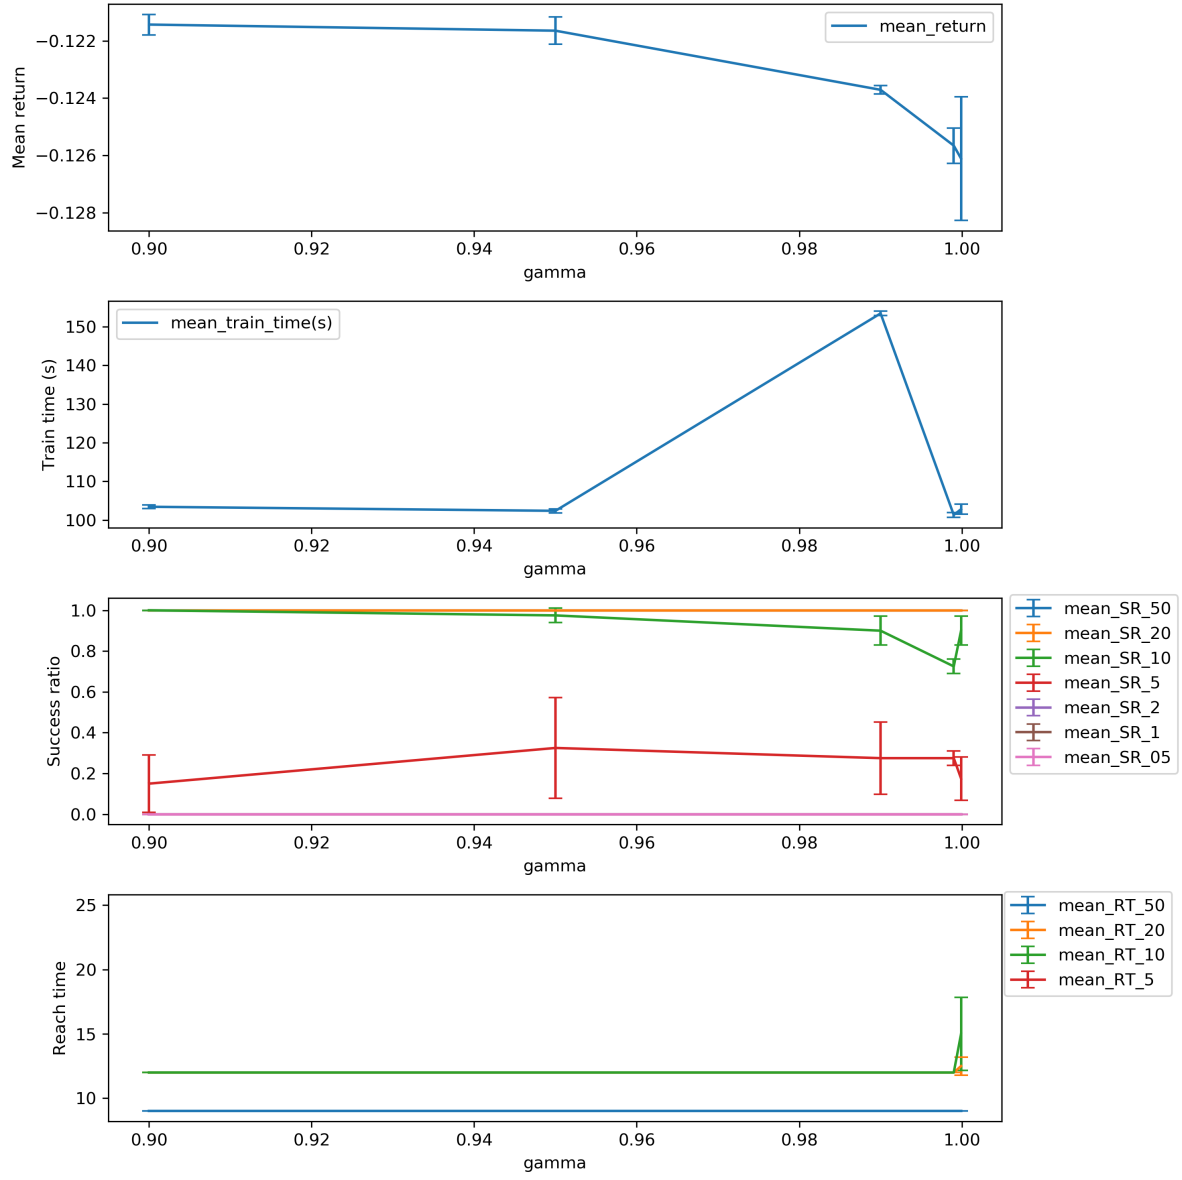 mean_return
−0.122
−0.124
−0.126
−0.128
Mean return
0.90 0.92 0.94 0.96 0.98 1.00
gamma
mean_train_time(s)
150
140
130
120
110
100
Train time (s)
0.90 0.92 0.94 0.96 0.98 1.00
gamma
1.0
0.8
0.6
0.4
0.2
0.0
Success ratio
0.90 0.92 0.94 0.96 0.98 1.00
gamma
mean_SR_50
mean_SR_20
mean_SR_10
mean_SR_5
mean_SR_2
mean_SR_1
mean_SR_05
25
20
15
10
Reach time
0.90 0.92 0.94 0.96 0.98 1.00
gamma
mean_RT_50
mean_RT_20
mean_RT_10
mean_RT_5